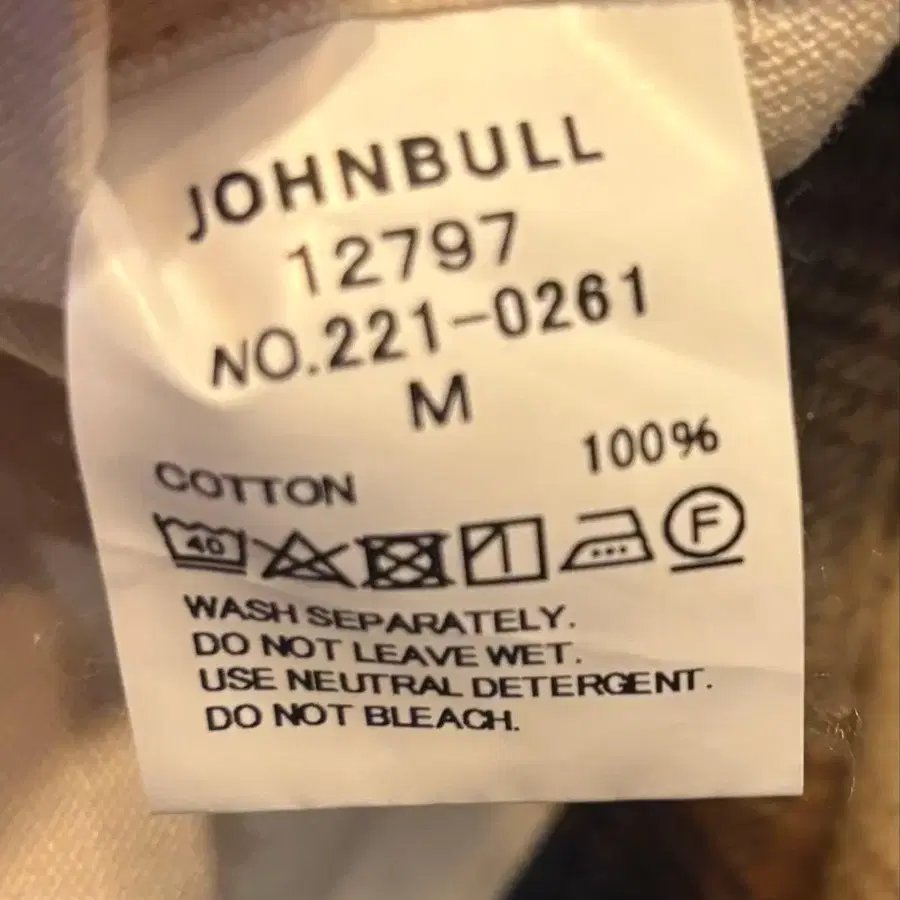 JOHNBULL
12797
NO.221-0261
M
COTTON 100%
40 F
WASH SEPARATELY.
DO NOT LEAVE WET.
USE NEUTRAL DETERGENT.
DO NOT BLEACH.